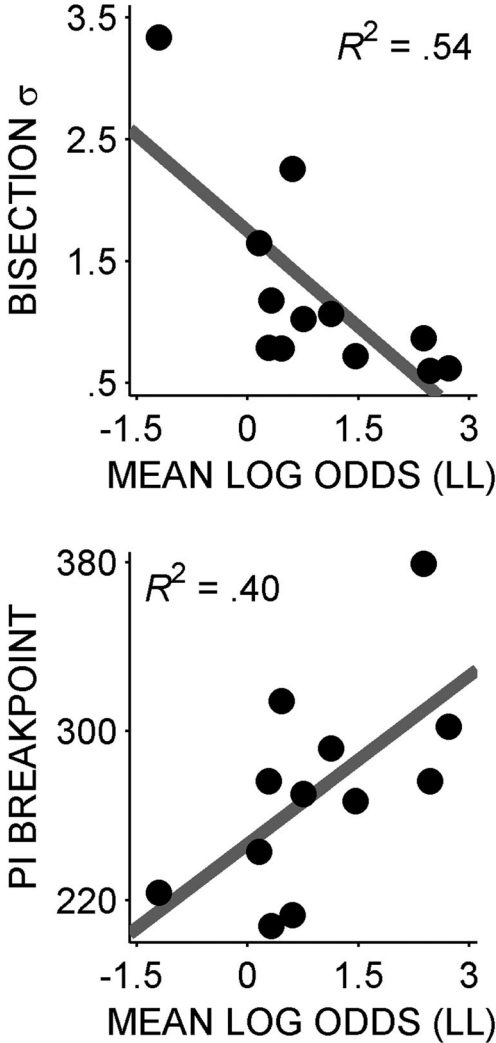 3.5
R² = .54
2.5
BISECTION σ
1.5
.5
-1.5 0 1.5 3
MEAN LOG ODDS (LL)
380
R² = .40
300
PI BREAKPOINT
220
-1.5 0 1.5 3
MEAN LOG ODDS (LL)